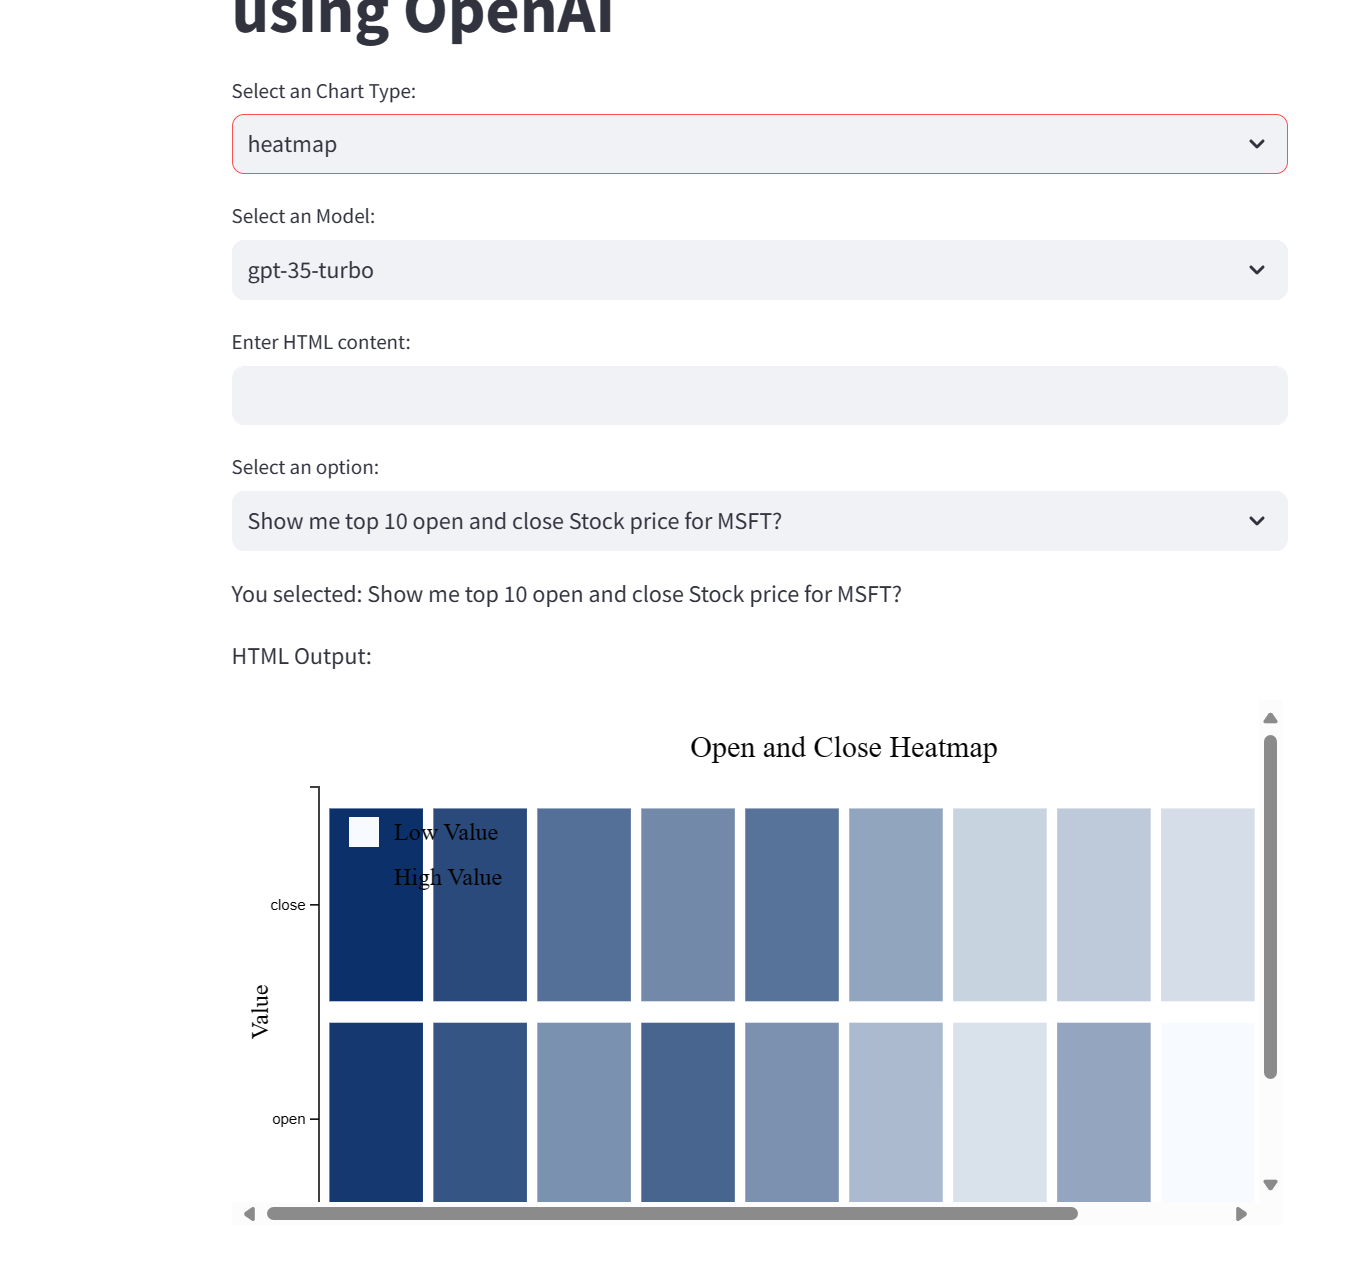 using OpenAI
Select an Chart Type:
heatmap
Select an Model:
gpt-35-turbo
Enter HTML content:
Select an option:
Show me top 10 open and close Stock price for MSFT?
You selected: Show me top 10 open and close Stock price for MSFT?
HTML Output:
Open and Close Heatmap
Low Value
High Value
close
Value
open